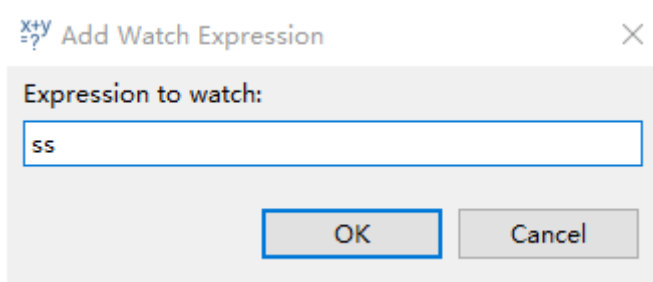 x+y
=?
Add Watch Expression
Expression to watch:
ss
OK
Cancel